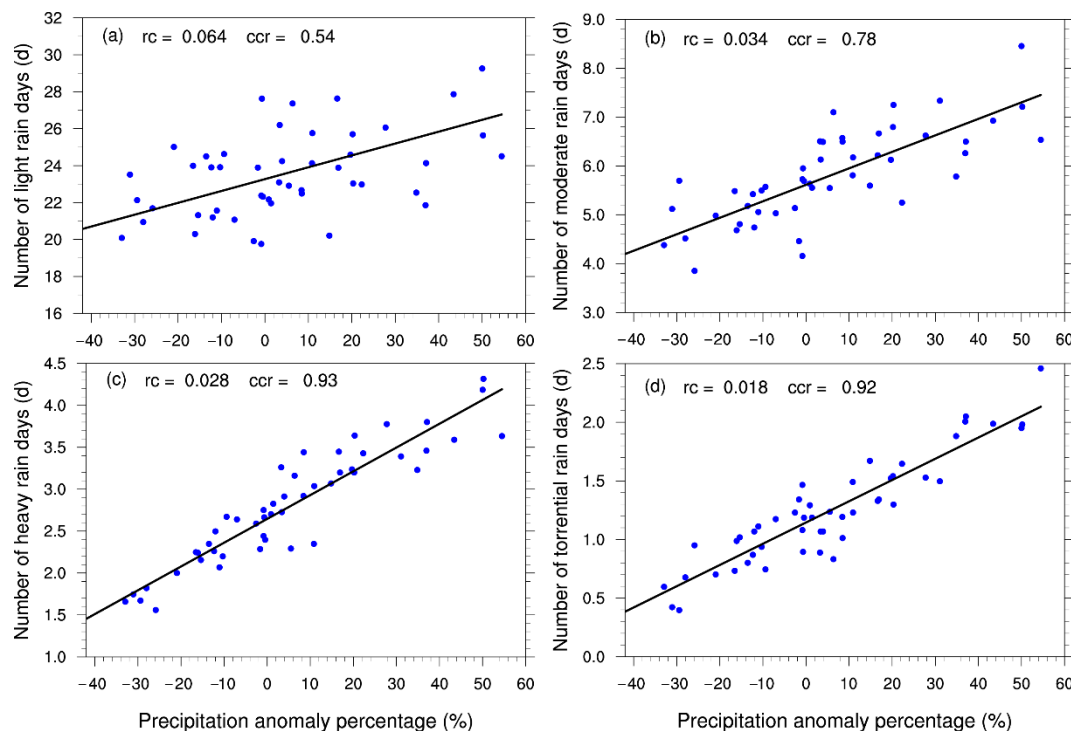 (a) rc = 0.064 ccr = 0.54
Number of light rain days (d)
32
30
28
26
24
22
20
18
16
−40 −30 −20 −10 0 10 20 30 40 50 60
(b) rc = 0.034 ccr = 0.78
Number of moderate rain days (d)
9.0
8.0
7.0
6.0
5.0
4.0
3.0
−40 −30 −20 −10 0 10 20 30 40 50 60
(c) rc = 0.028 ccr = 0.93
Number of heavy rain days (d)
4.5
4.0
3.5
3.0
2.5
2.0
1.5
1.0
−40 −30 −20 −10 0 10 20 30 40 50 60
Precipitation anomaly percentage (%)
(d) rc = 0.018 ccr = 0.92
Number of torrential rain days (d)
2.5
2.0
1.5
1.0
0.5
0.0
−40 −30 −20 −10 0 10 20 30 40 50 60
Precipitation anomaly percentage (%)